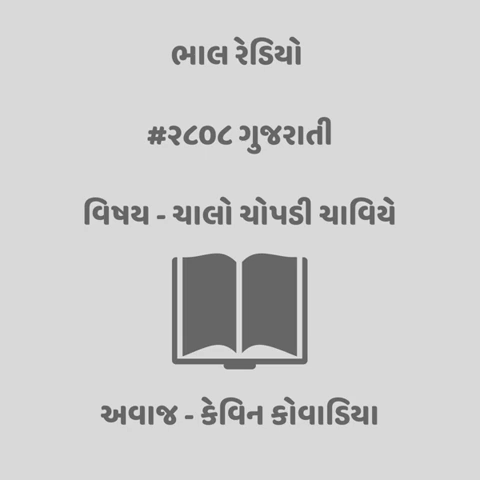 ભાલ રેડિયો
#૨૮૦૮ ગુજરાતી
વિષય - ચાલો ચોપડી ચાવિયે
અવાજ - કેવિન કોવાડિયા